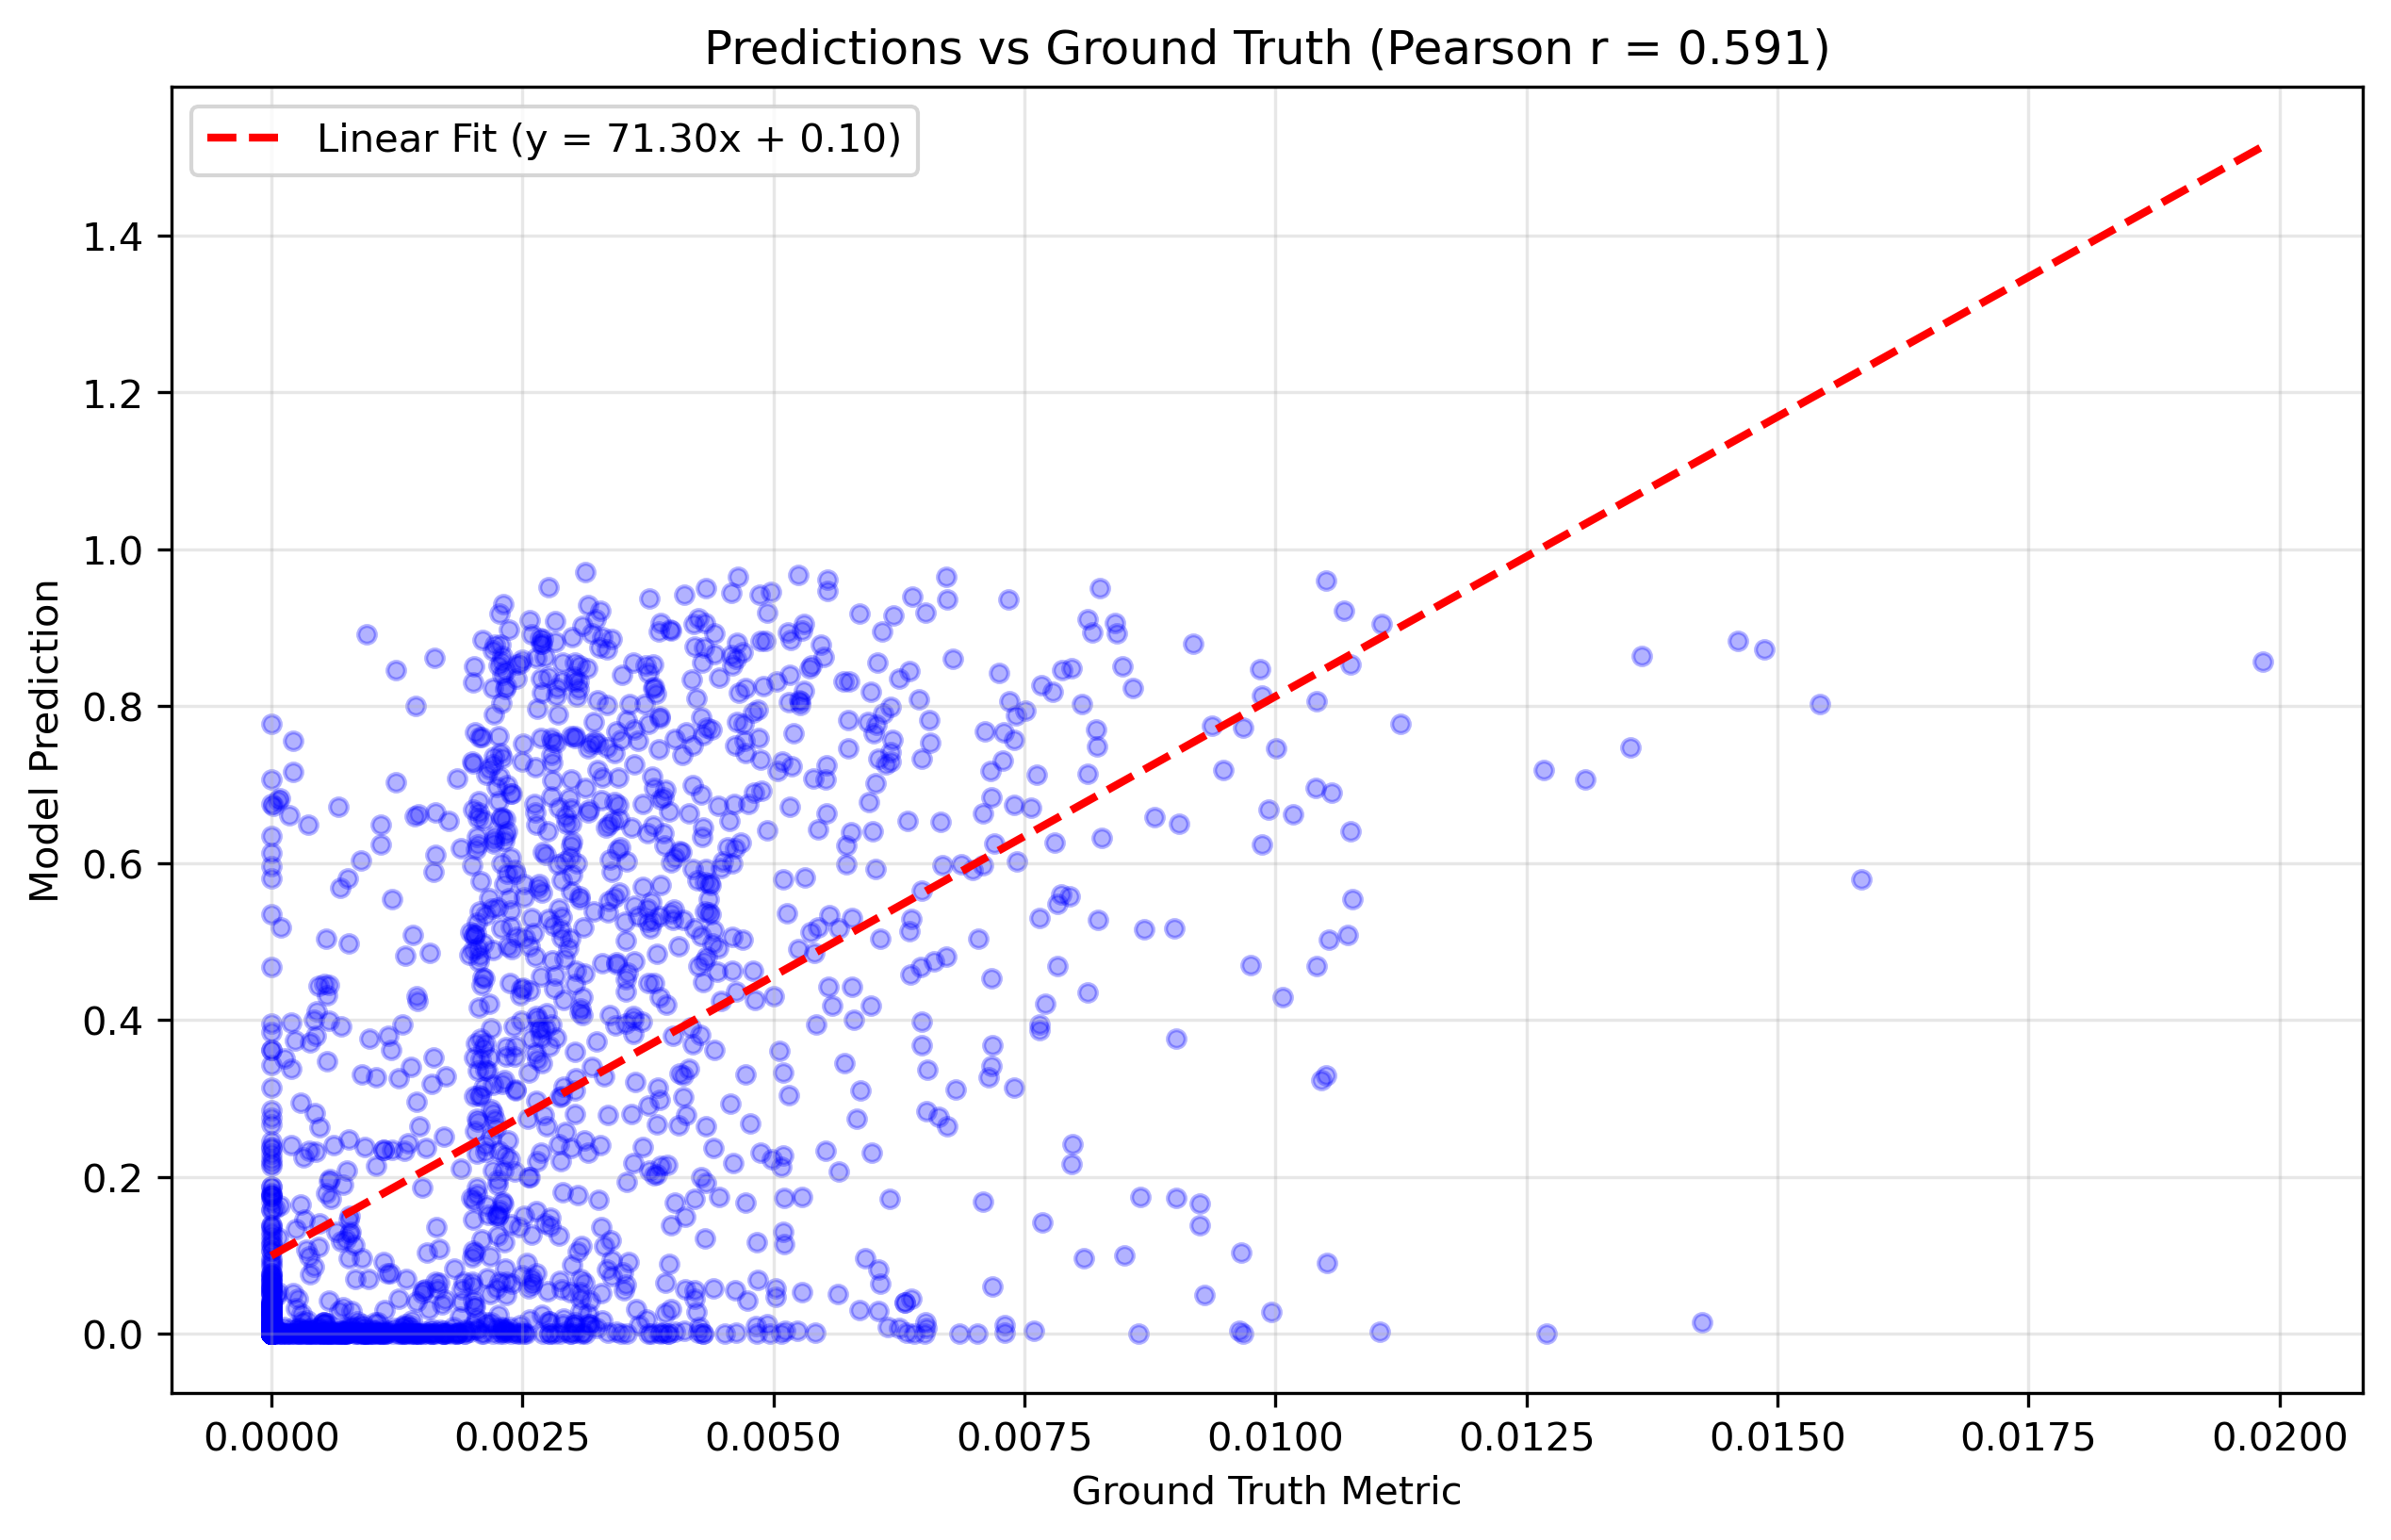 Predictions vs Ground Truth (Pearson r = 0.591)
Linear Fit (y = 71.30x + 0.10)
Model Prediction
1.4
1.2
1.0
0.8
0.6
0.4
0.2
0.0
0.0000 0.0025 0.0050 0.0075 0.0100 0.0125 0.0150 0.0175 0.0200
Ground Truth Metric